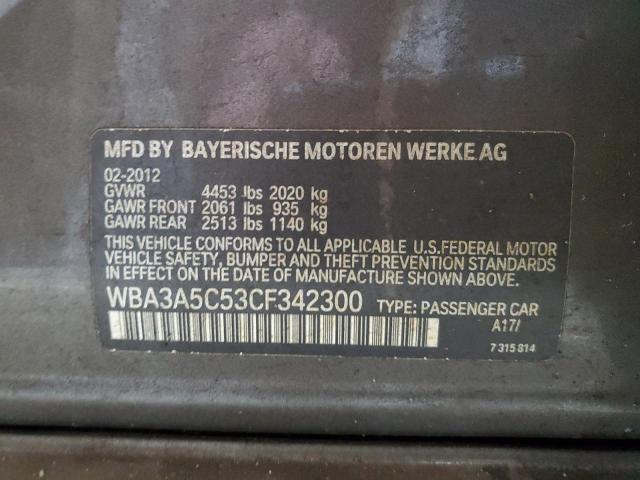 MFD BY BAYERISCHE MOTOREN WERKE AG
02-2012
GVWR 4453 lbs 2020 kg
GAWR FRONT 2061 lbs 935 kg
GAWR REAR 2513 lbs 1140 kg
THIS VEHICLE CONFORMS TO ALL APPLICABLE U.S.FEDERAL MOTOR
VEHICLE SAFETY, BUMPER AND THEFT PREVENTION STANDARDS
IN EFFECT ON THE DATE OF MANUFACTURE SHOWN ABOVE.
WBA3A5C53CF342300 TYPE: PASSENGER CAR
A17/
7 315 814